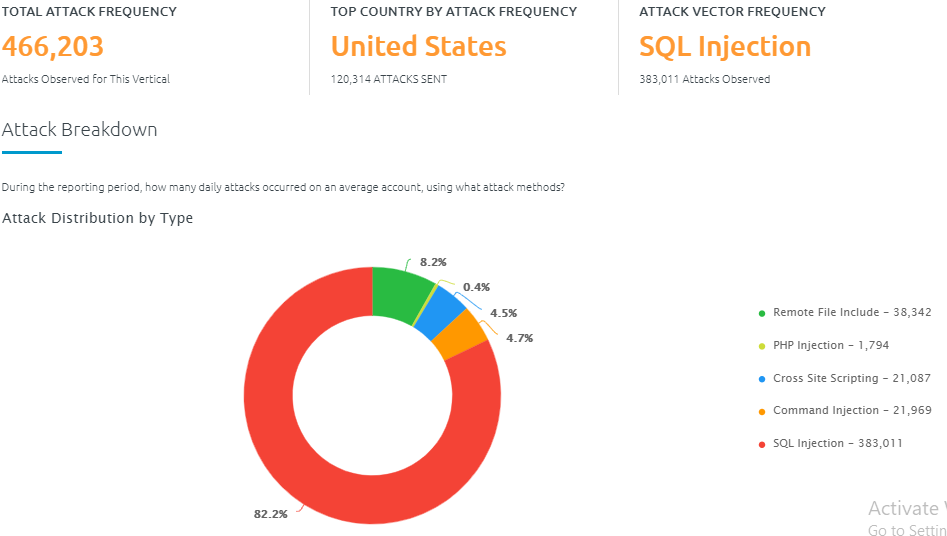 TOTAL ATTACK FREQUENCY
466,203
Attacks Observed for This Vertical
TOP COUNTRY BY ATTACK FREQUENCY
United States
120,314 ATTACKS SENT
ATTACK VECTOR FREQUENCY
SQL Injection
383,011 Attacks Observed
Attack Breakdown
During the reporting period, how many daily attacks occurred on an average account, using what attack methods?
Attack Distribution by Type
8.2%
0.4%
4.5%
4.7%
82.2%
Remote File Include – 38,342
PHP Injection – 1,794
Cross Site Scripting – 21,087
Command Injection – 21,969
SQL Injection – 383,011
Activate
Go to